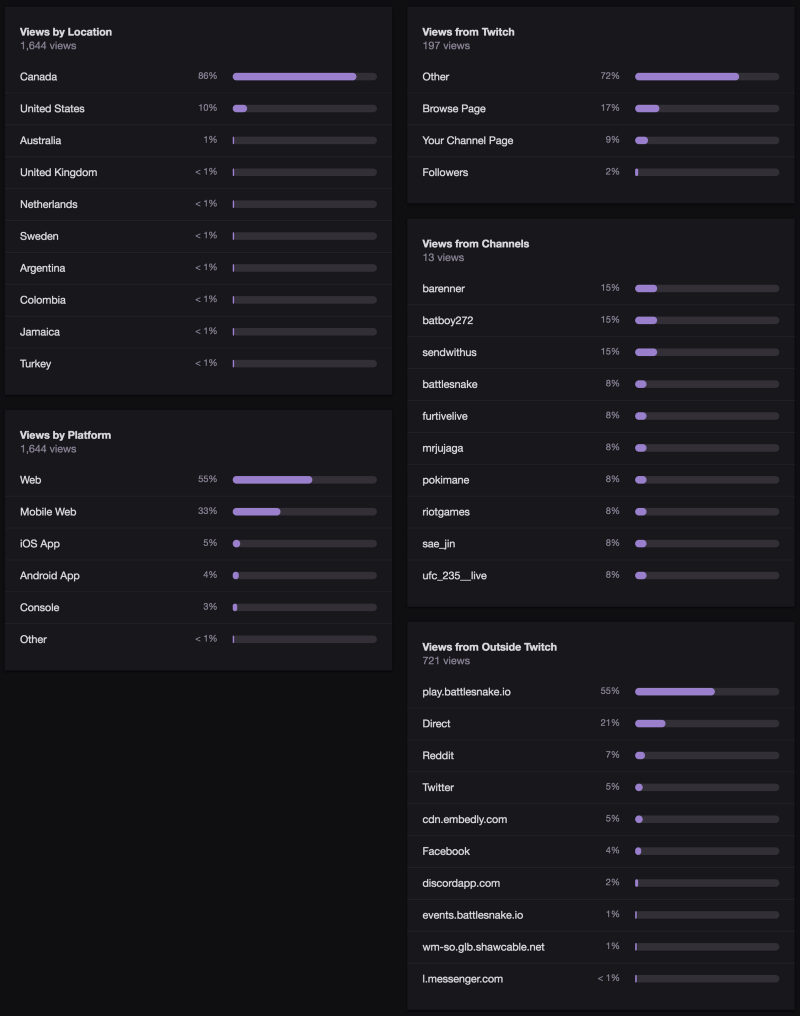 Views by Location
1,644 views
Canada 86%
United States 10%
Australia 1%
United Kingdom < 1%
Netherlands < 1%
Sweden < 1%
Argentina < 1%
Colombia < 1%
Jamaica < 1%
Turkey < 1%
Views by Platform
1,644 views
Web 55%
Mobile Web 33%
iOS App 5%
Android App 4%
Console 3%
Other < 1%
Views from Twitch
197 views
Other 72%
Browse Page 17%
Your Channel Page 9%
Followers 2%
Views from Channels
13 views
barenner 15%
batboy272 15%
sendwithus 15%
battlesnake 8%
furtivelive 8%
mrjujaga 8%
pokimane 8%
riotgames 8%
sae_jin 8%
ufc_235__live 8%
Views from Outside Twitch
721 views
play.battlesnake.io 55%
Direct 21%
Reddit 7%
Twitter 5%
cdn.embedly.com 5%
Facebook 4%
discordapp.com 2%
events.battlesnake.io 1%
wm-so.glb.shawcable.net 1%
l.messenger.com < 1%